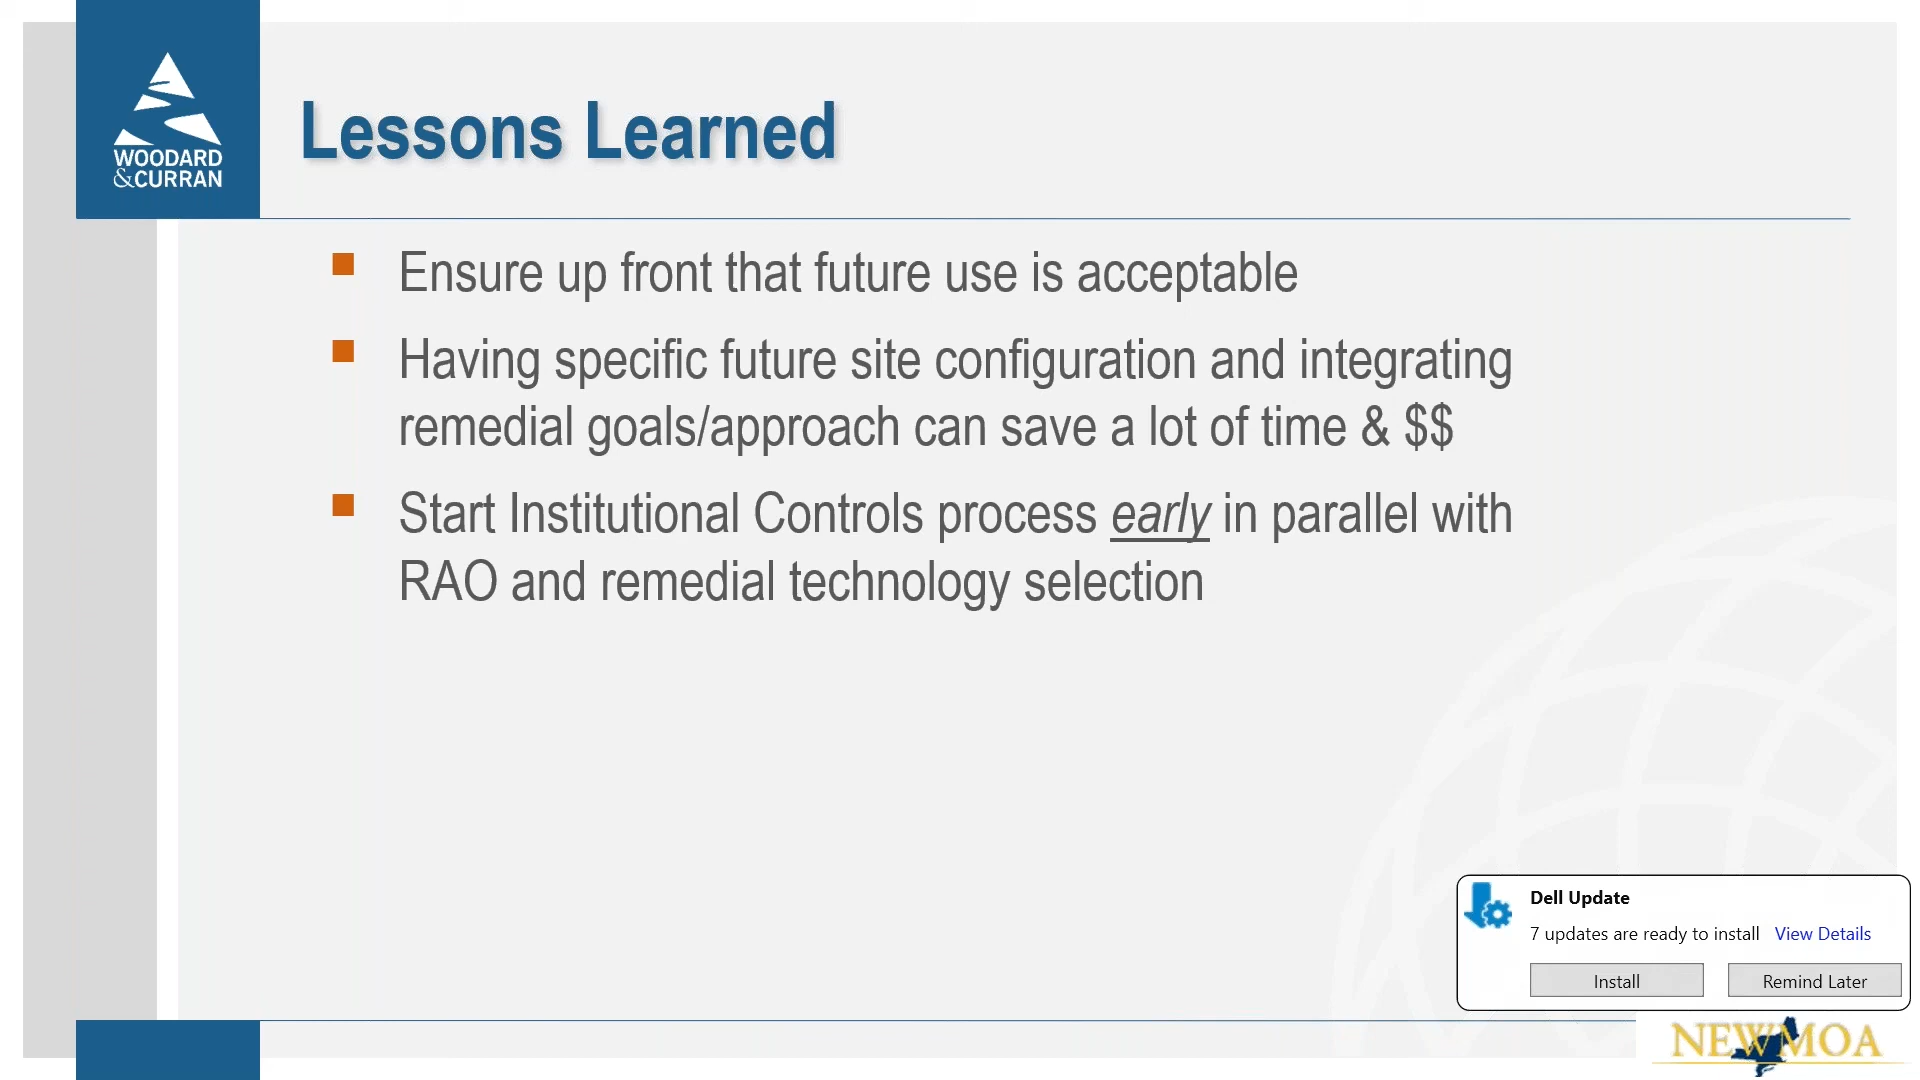 WOODARD
&CURRAN
Lessons Learned
Ensure up front that future use is acceptable
Having specific future site configuration and integrating
remedial goals/approach can save a lot of time & $$
Start Institutional Controls process early in parallel with
RAO and remedial technology selection
Dell Update
7 updates are ready to install View Details
Install Remind Later
NEWMOA